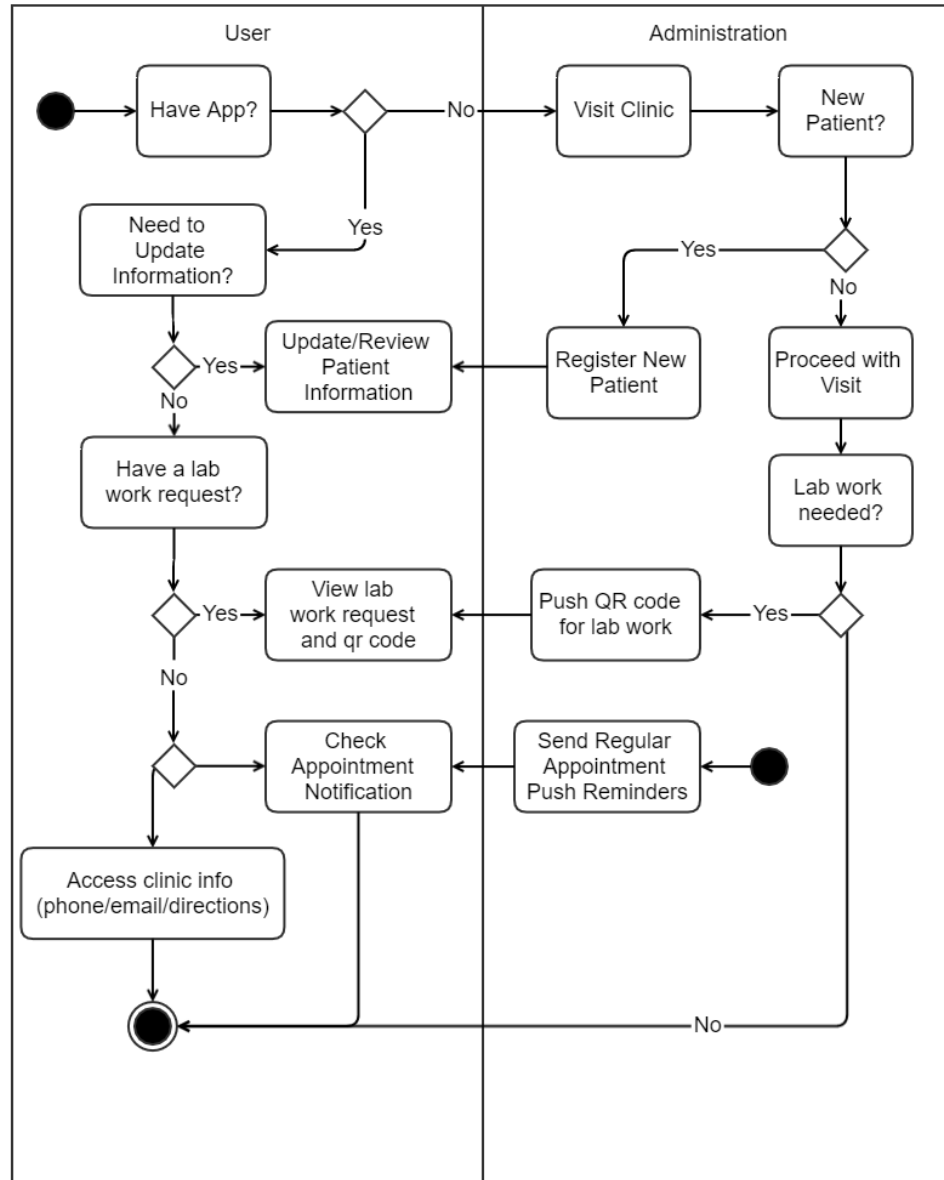 User
Administration
Have App?
No
Visit Clinic
New
Patient?
Yes
Need to
Update
Information?
Yes
No
Yes
Update/Review
Patient
Information
Register New
Patient
Proceed with
Visit
No
Have a lab
work request?
Lab work
needed?
Yes
View lab
work request
and qr code
Push QR code
for lab work
Yes
No
Check
Appointment
Notification
Send Regular
Appointment
Push Reminders
Access clinic info
(phone/email/directions)
No